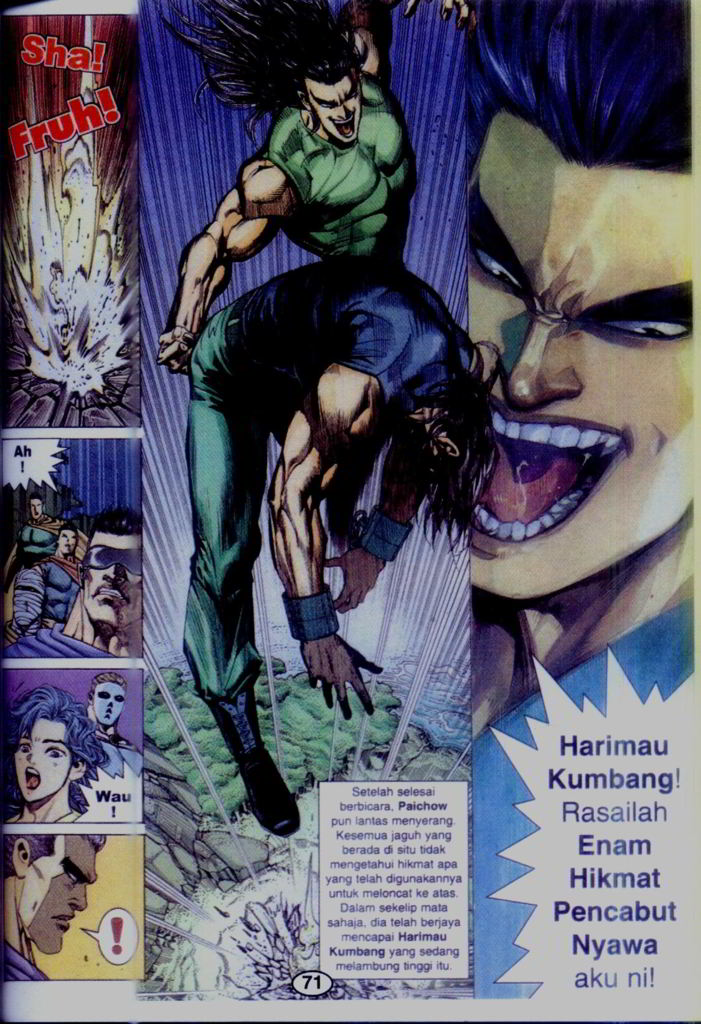 Sha!
Fruh!
Ah
!
Wau
!
!
Setelah selesai
berbicara, Paichow
pun lantas menyerang.
Kesemua jaguh yang
berada di situ tidak
mengetahui hikmat apa
yang telah digunakannya
untuk meloncat ke atas.
Dalam sekelip mata
sahaja, dia telah berjaya
mencapai Harimau
Kumbang yang sedang
melambung tinggi itu.
Harimau
Kumbang!
Rasailah
Enam
Hikmat
Pencabut
Nyawa
aku ni!
71